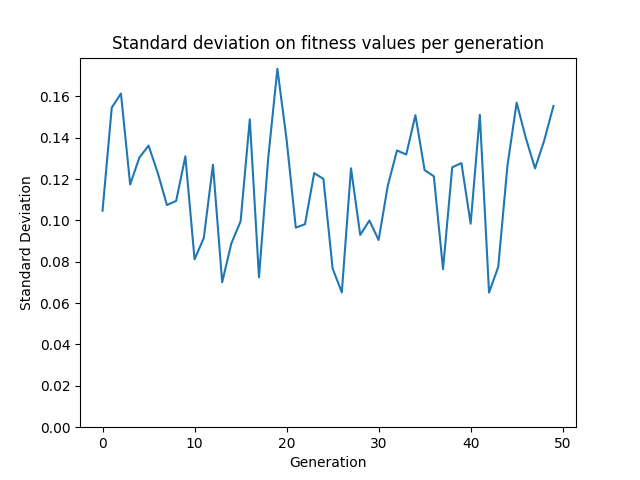 Standard deviation on fitness values per generation
0.16
0.14
0.12
0.10
0.08
0.06
0.04
0.02
0.00
Standard Deviation
0 10 20 30 40 50
Generation